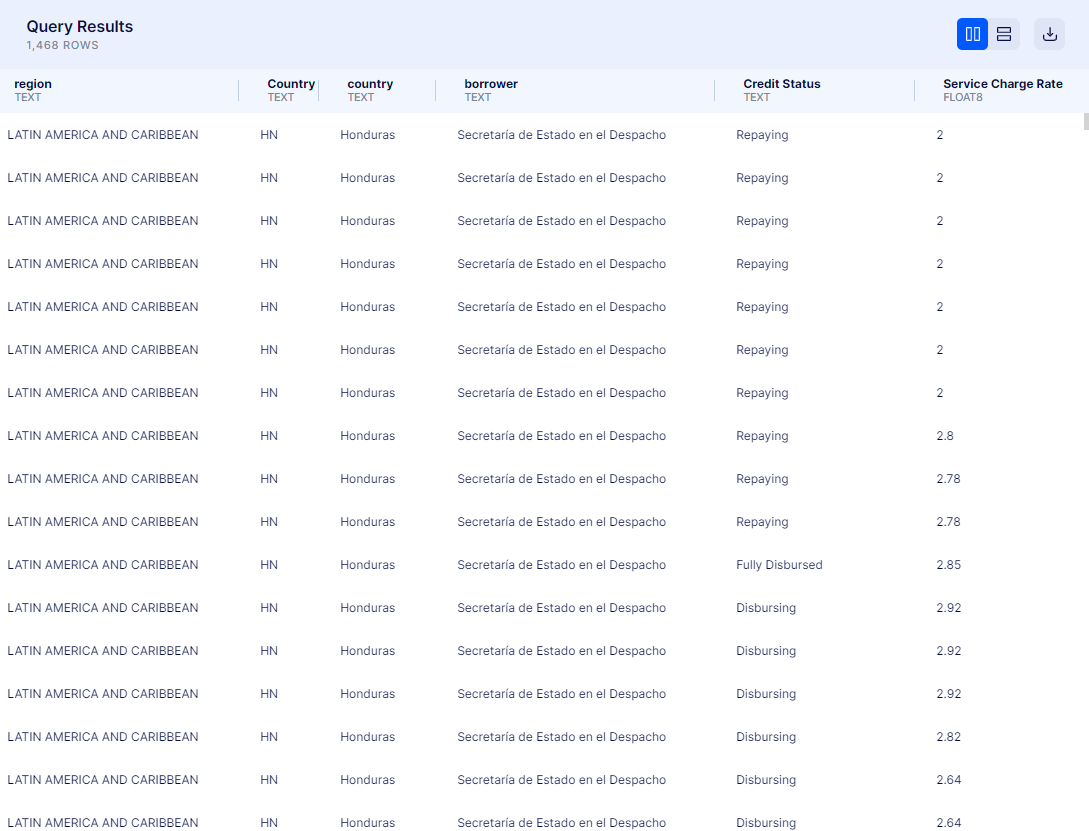 Query Results
1,468 ROWS
region Country country borrower Credit Status Service Charge Rate
TEXT TEXT TEXT TEXT TEXT FLOAT8
LATIN AMERICA AND CARIBBEAN HN Honduras Secretaría de Estado en el Despacho Repaying 2
LATIN AMERICA AND CARIBBEAN HN Honduras Secretaría de Estado en el Despacho Repaying 2
LATIN AMERICA AND CARIBBEAN HN Honduras Secretaría de Estado en el Despacho Repaying 2
LATIN AMERICA AND CARIBBEAN HN Honduras Secretaría de Estado en el Despacho Repaying 2
LATIN AMERICA AND CARIBBEAN HN Honduras Secretaría de Estado en el Despacho Repaying 2
LATIN AMERICA AND CARIBBEAN HN Honduras Secretaría de Estado en el Despacho Repaying 2
LATIN AMERICA AND CARIBBEAN HN Honduras Secretaría de Estado en el Despacho Repaying 2
LATIN AMERICA AND CARIBBEAN HN Honduras Secretaría de Estado en el Despacho Repaying 2.8
LATIN AMERICA AND CARIBBEAN HN Honduras Secretaría de Estado en el Despacho Repaying 2.78
LATIN AMERICA AND CARIBBEAN HN Honduras Secretaría de Estado en el Despacho Repaying 2.78
LATIN AMERICA AND CARIBBEAN HN Honduras Secretaría de Estado en el Despacho Fully Disbursed 2.85
LATIN AMERICA AND CARIBBEAN HN Honduras Secretaría de Estado en el Despacho Disbursing 2.92
LATIN AMERICA AND CARIBBEAN HN Honduras Secretaría de Estado en el Despacho Disbursing 2.92
LATIN AMERICA AND CARIBBEAN HN Honduras Secretaría de Estado en el Despacho Disbursing 2.92
LATIN AMERICA AND CARIBBEAN HN Honduras Secretaría de Estado en el Despacho Disbursing 2.82
LATIN AMERICA AND CARIBBEAN HN Honduras Secretaría de Estado en el Despacho Disbursing 2.64
LATIN AMERICA AND CARIBBEAN HN Honduras Secretaría de Estado en el Despacho Disbursing 2.64